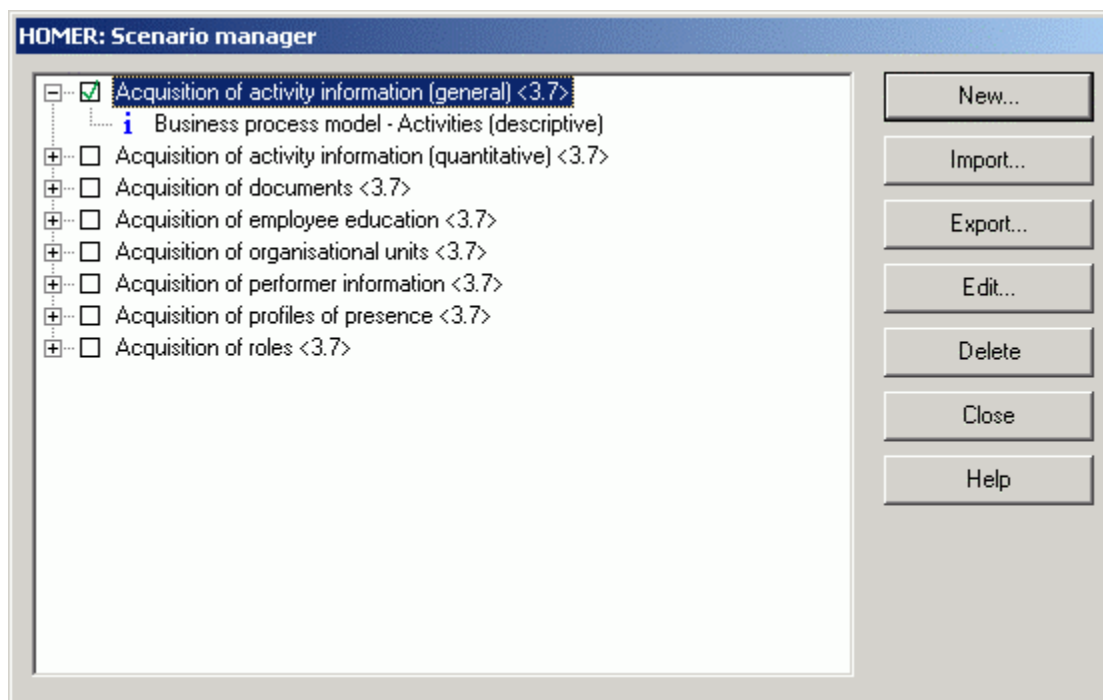 HOMER: Scenario manager
Acquisition of activity information (general) <3.7>
i Business process model - Activities (descriptive)
Acquisition of activity information (quantitative) <3.7>
Acquisition of documents <3.7>
Acquisition of employee education <3.7>
Acquisition of organisational units <3.7>
Acquisition of performer information <3.7>
Acquisition of profiles of presence <3.7>
Acquisition of roles <3.7>
New...
Import...
Export...
Edit...
Delete
Close
Help